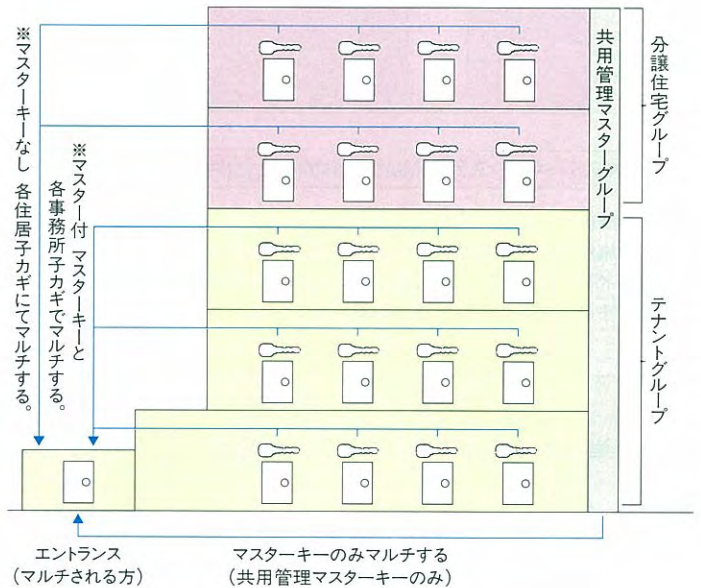 ※マスターキーなし 各住居子カギにてマルチする。
※マスター付 マスターキーと
各事務所子カギでマルチする。
共用管理マスターグループ
分譲住宅グループ
テナントグループ
エントランス
(マルチされる方)
マスターキーのみマルチする
(共用管理マスターキーのみ)